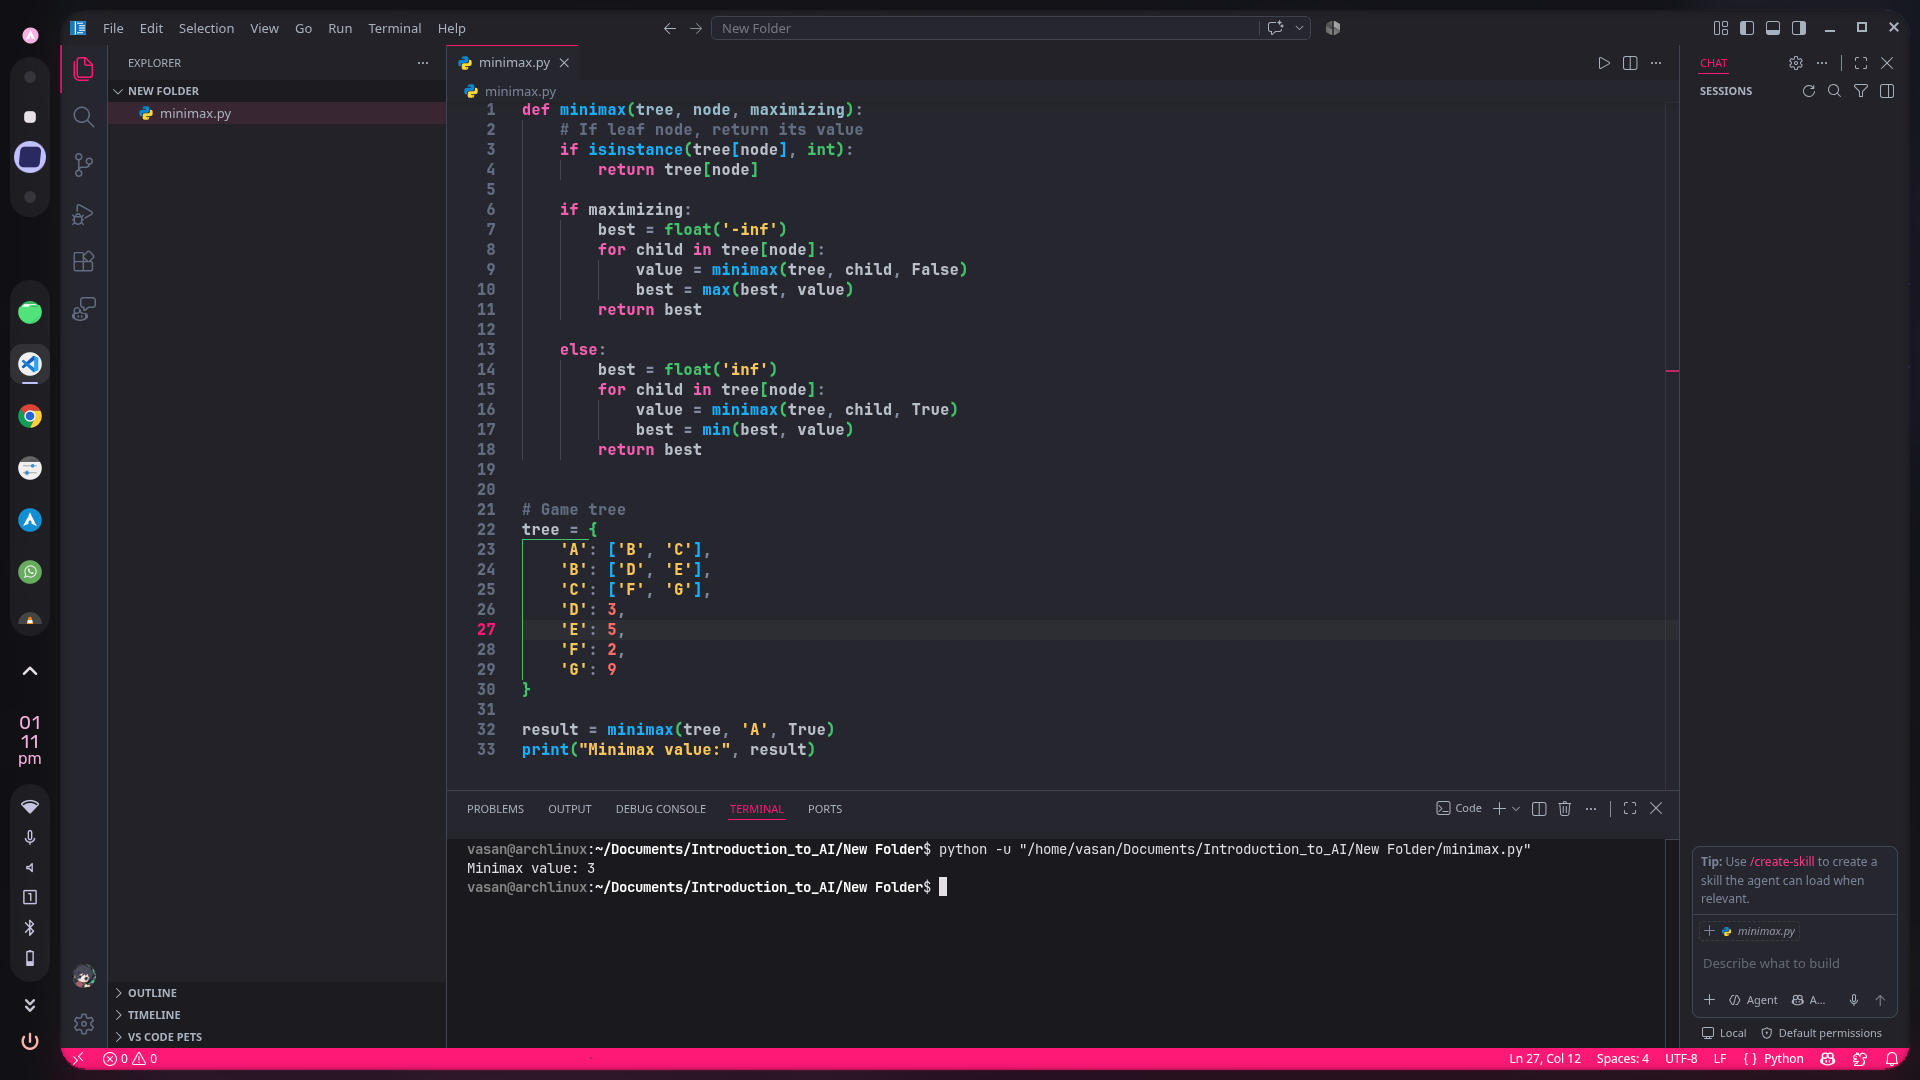 File Edit Selection View Go Run Terminal Help
New Folder
EXPLORER
NEW FOLDER
minimax.py
minimax.py
minimax.py
1 def minimax(tree, node, maximizing):
2     # If leaf node, return its value
3     if isinstance(tree[node], int):
4         return tree[node]
5
6     if maximizing:
7         best = float('-inf')
8         for child in tree[node]:
9             value = minimax(tree, child, False)
10             best = max(best, value)
11         return best
12
13     else:
14         best = float('inf')
15         for child in tree[node]:
16             value = minimax(tree, child, True)
17             best = min(best, value)
18         return best
19
20
21 # Game tree
22 tree = {
23     'A': ['B', 'C'],
24     'B': ['D', 'E'],
25     'C': ['F', 'G'],
26     'D': 3,
27     'E': 5,
28     'F': 2,
29     'G': 9
30 }
31
32 result = minimax(tree, 'A', True)
33 print("Minimax value:", result)
PROBLEMS OUTPUT DEBUG CONSOLE TERMINAL PORTS
Code
vasan@archlinux:~/Documents/Introduction_to_AI/New Folder$ python -u "/home/vasan/Documents/Introduction_to_AI/New Folder/minimax.py"
Minimax value: 3
vasan@archlinux:~/Documents/Introduction_to_AI/New Folder$
CHAT
SESSIONS
Tip: Use /create-skill to create a
skill the agent can load when
relevant.
minimax.py
Describe what to build
Agent A...
Local Default permissions
OUTLINE
TIMELINE
VS CODE PETS
01
11
pm
1
0 0
Ln 27, Col 12 Spaces: 4 UTF-8 LF { } Python